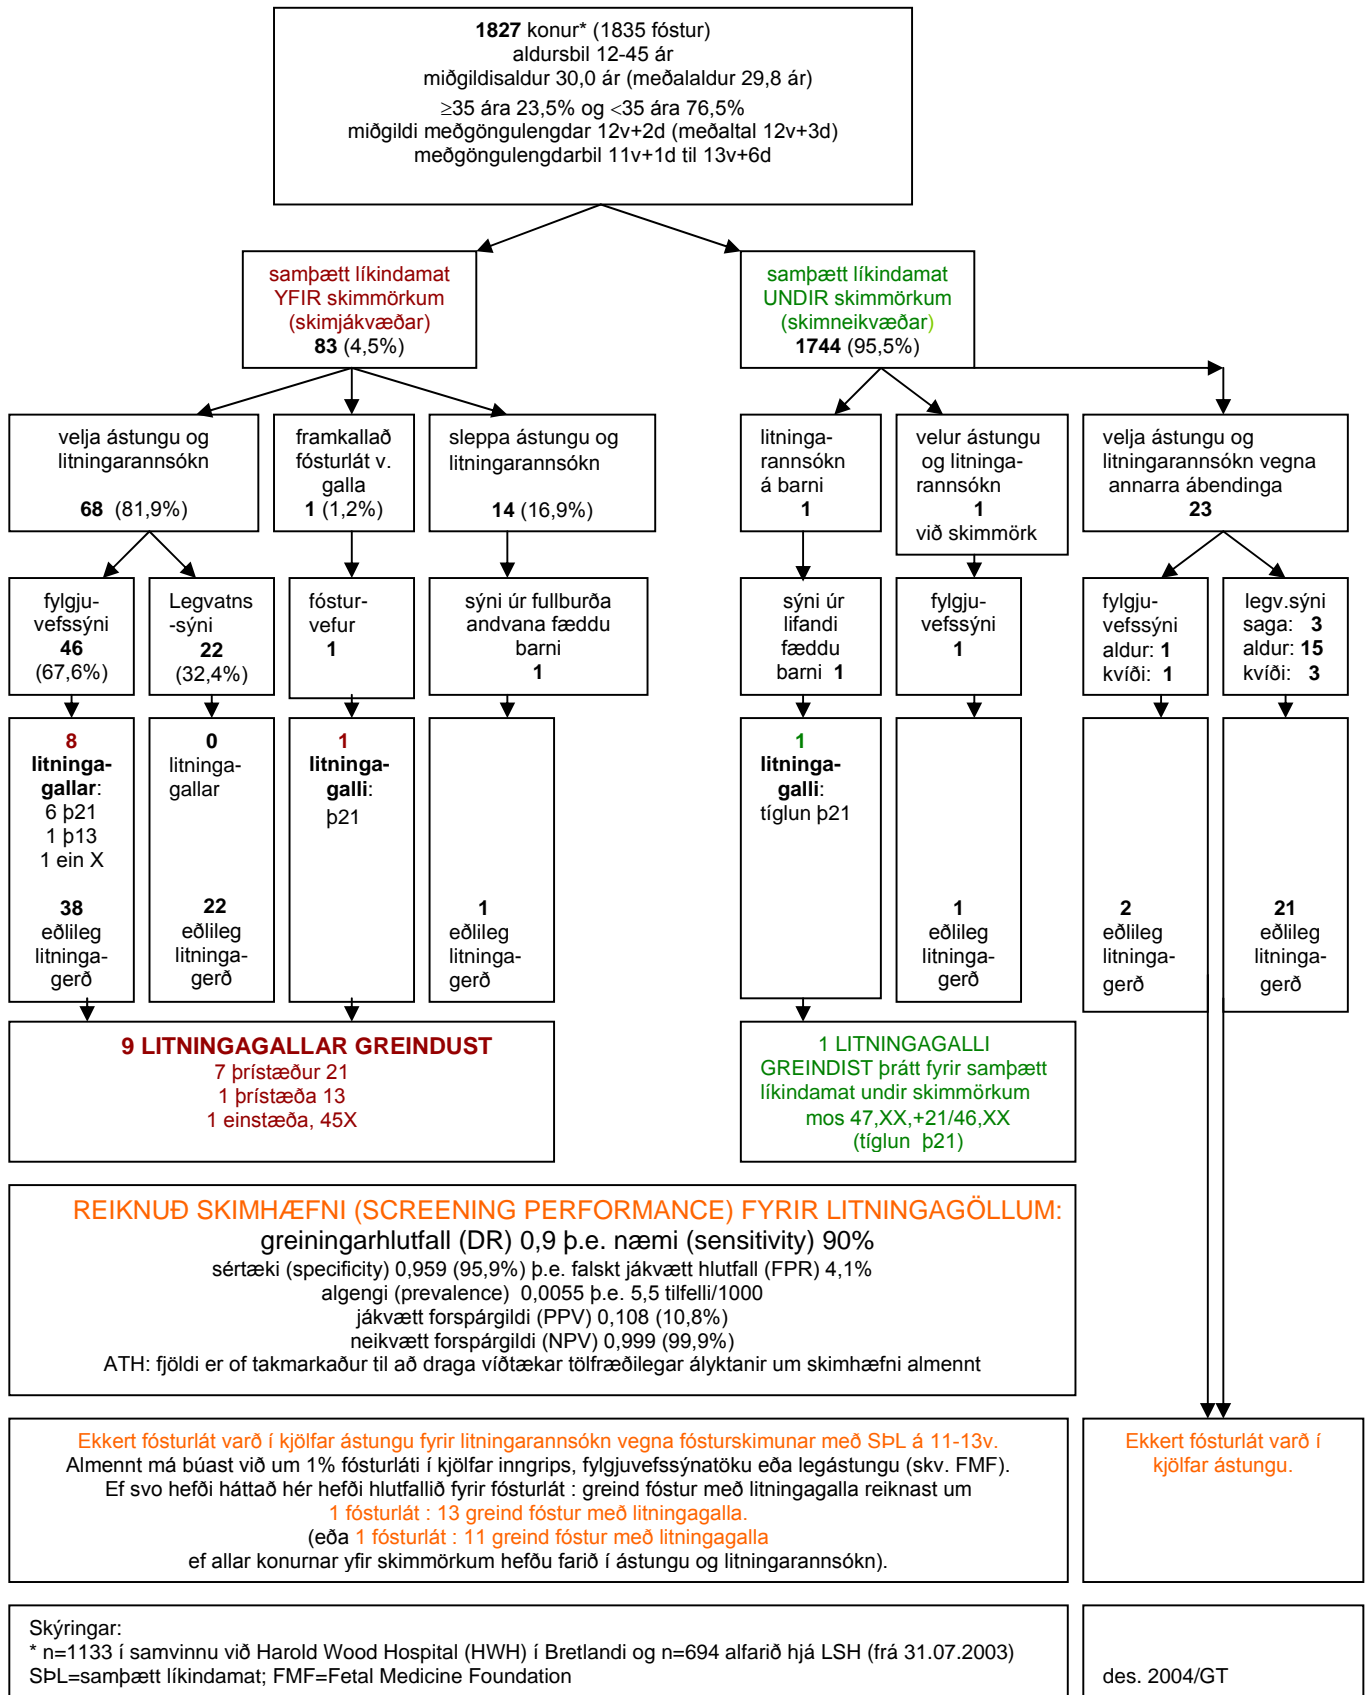 1827 konur* (1835 fóstur)
aldursbil 12-45 ár
miðgildisaldur 30,0 ár (meðalaldur 29,8 ár)
≥35 ára 23,5% og <35 ára 76,5%
miðgildi meðgöngulengdar 12v+2d (meðaltal 12v+3d)
meðgöngulengdarbil 11v+1d til 13v+6d
samþætt líkindamat
YFIR skimmörkum
(skimjákvæðar)
83 (4,5%)
samþætt líkindamat
UNDIR skimmörkum
(skimneikvæðar)
1744 (95,5%)
velja ástungu og
litningarannsókn
68 (81,9%)
framkallað
fósturlát v.
galla
1 (1,2%)
sleppa ástungu og
litningarannsókn
14 (16,9%)
litninga-
rannsókn
á barni
1
velur ástungu
og litninga-
rannsókn
1
við skimmörk
velja ástungu og
litningarannsókn vegna
annarra ábendinga
23
fylgju-
vefssýni
46
(67,6%)
Legvatns
-sýni
22
(32,4%)
fóstur-
vefur
1
sýni úr fullburða
andvana fæddu
barni
1
sýni úr
lifandi
fæddu
barni 1
fylgju-
vefssýni
1
fylgju-
vefssýni
aldur: 1
kvíði: 1
legv.sýni
saga: 3
aldur: 15
kvíði: 3
8
litninga-
gallar:
6 þ21
1 þ13
1 ein X
38
eðlileg
litninga-
gerð
0
litninga-
gallar
22
eðlileg
litninga-
gerð
1
litninga-
galli:
þ21
1
eðlileg
litninga-
gerð
1
litninga-
galli:
tíglun þ21
1
eðlileg
litninga-
gerð
2
eðlileg
litninga-
gerð
21
eðlileg
litninga-
gerð
9 LITNINGAGALLAR GREINDUST
7 þrístæður 21
1 þrístæða 13
1 einstæða, 45X
1 LITNINGAGALLI
GREINDIST þrátt fyrir samþætt
líkindamat undir skimmörkum
mos 47,XX,+21/46,XX
(tíglun þ21)
REIKNUÐ SKIMHÆFNI (SCREENING PERFORMANCE) FYRIR LITNINGAGÖLLUM:
greiningarhlutfall (DR) 0,9 þ.e. næmi (sensitivity) 90%
sértæki (specificity) 0,959 (95,9%) þ.e. falskt jákvætt hlutfall (FPR) 4,1%
algengi (prevalence) 0,0055 þ.e. 5,5 tilfelli/1000
jákvætt forspárgildi (PPV) 0,108 (10,8%)
neikvætt forspárgildi (NPV) 0,999 (99,9%)
ATH: fjöldi er of takmarkaður til að draga víðtækar tölfræðilegar ályktanir um skimhæfni almennt
Ekkert fósturlát varð í kjölfar ástungu fyrir litningarannsókn vegna fósturskimunar með SÞL á 11-13v.
Almennt má búast við um 1% fósturláti í kjölfar inngrips, fylgjuvefssýnatöku eða legástungu (skv. FMF).
Ef svo hefði háttað hér hefði hlutfallið fyrir fósturlát : greind fóstur með litningagalla reiknast um
1 fósturlát : 13 greind fóstur með litningagalla.
(eða 1 fósturlát : 11 greind fóstur með litningagalla
ef allar konurnar yfir skimmörkum hefðu farið í ástungu og litningarannsókn).
Ekkert fósturlát varð í
kjölfar ástungu.
Skýringar:
* n=1133 í samvinnu við Harold Wood Hospital (HWH) í Bretlandi og n=694 alfarið hjá LSH (frá 31.07.2003)
SÞL=samþætt líkindamat; FMF=Fetal Medicine Foundation
des. 2004/GT